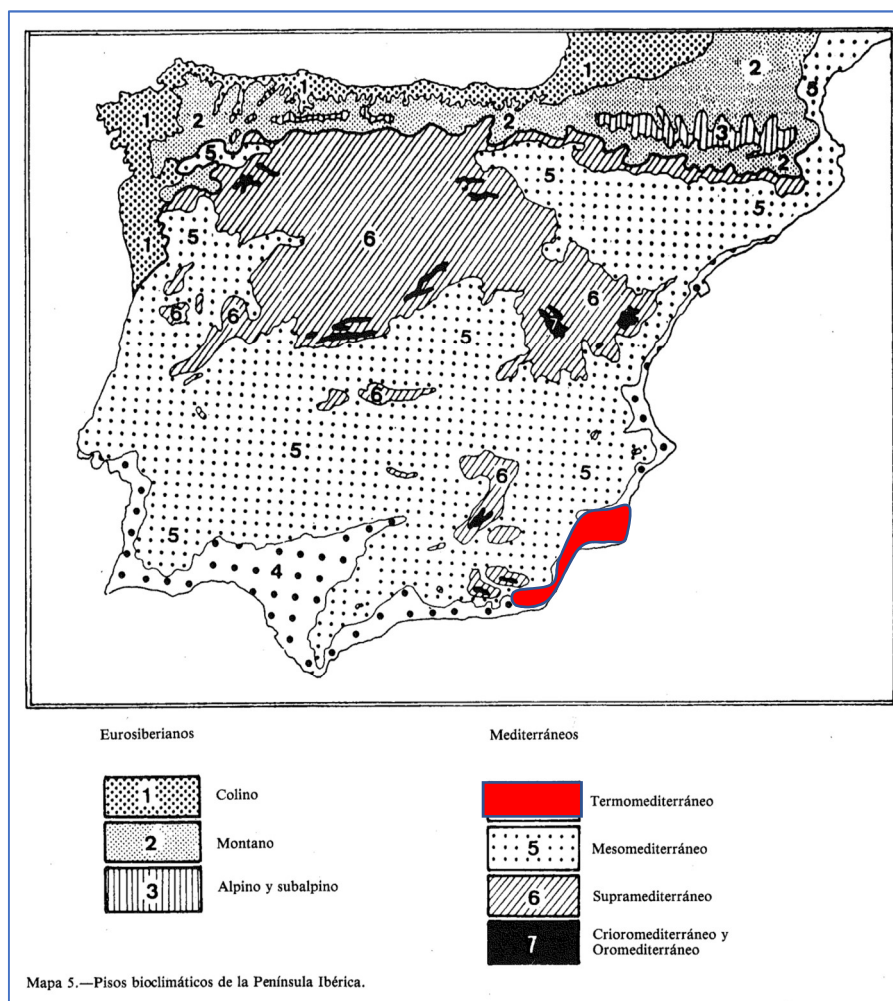 1
2
1
5
1
2
2
3
5
5
2
5
6
1
5
6
6
6
7
5
6
5
6
5
5
4
Eurosiberianos
1 Colino
2 Montano
3 Alpino y subalpino
Mediterráneos
Termomediterráneo
5 Mesomediterráneo
6 Supramediterráneo
7 Crioromediterráneo y
Oromediterráneo
Mapa 5.—Pisos bioclimáticos de la Península Ibérica.